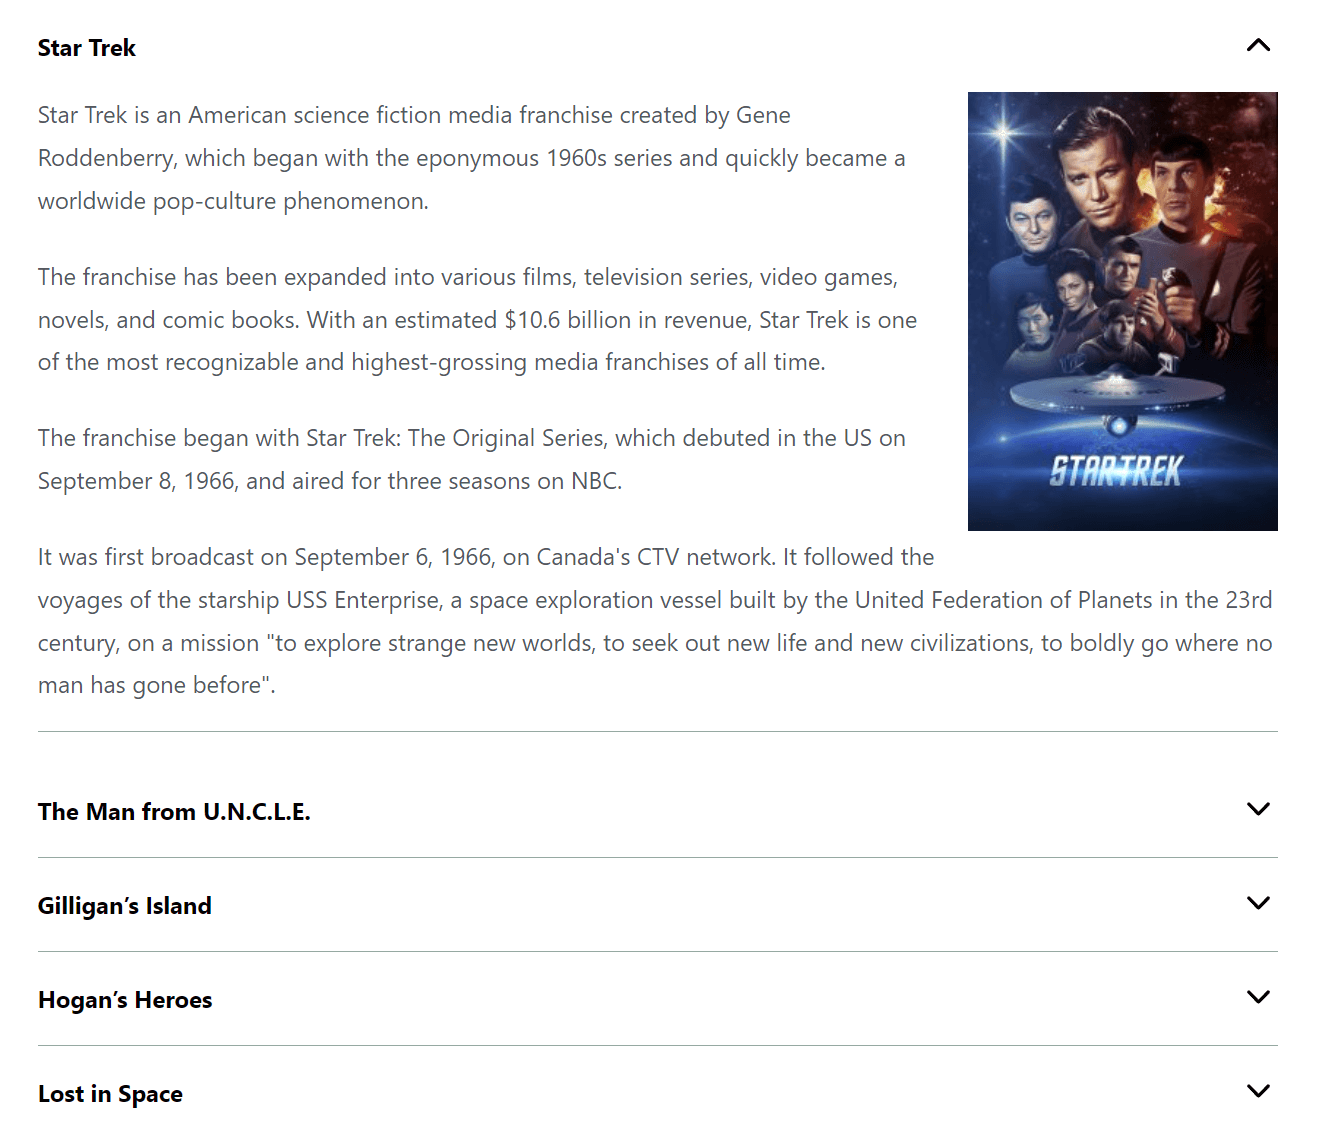 Star Trek
Star Trek is an American science fiction media franchise created by Gene
Roddenberry, which began with the eponymous 1960s series and quickly became a
worldwide pop-culture phenomenon.
The franchise has been expanded into various films, television series, video games,
novels, and comic books. With an estimated $10.6 billion in revenue, Star Trek is one
of the most recognizable and highest-grossing media franchises of all time.
The franchise began with Star Trek: The Original Series, which debuted in the US on
September 8, 1966, and aired for three seasons on NBC.
It was first broadcast on September 6, 1966, on Canada's CTV network. It followed the
voyages of the starship USS Enterprise, a space exploration vessel built by the United Federation of Planets in the 23rd
century, on a mission "to explore strange new worlds, to seek out new life and new civilizations, to boldly go where no
man has gone before".
STAR TREK
The Man from U.N.C.L.E.
Gilligan’s Island
Hogan’s Heroes
Lost in Space